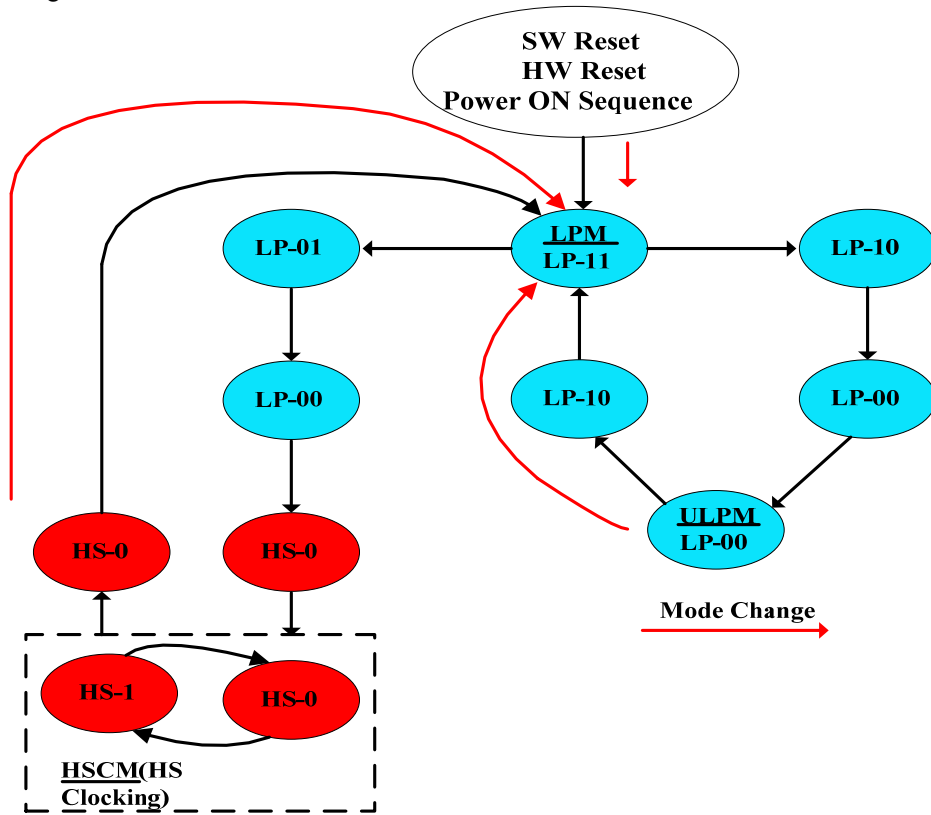 SW Reset
HW Reset
Power ON Sequence
LP-01
LPM
LP-11
LP-10
LP-00
LP-10
LP-00
ULPM
LP-00
HS-0
HS-0
Mode Change
HS-1
HS-0
HSCM(HS
Clocking)